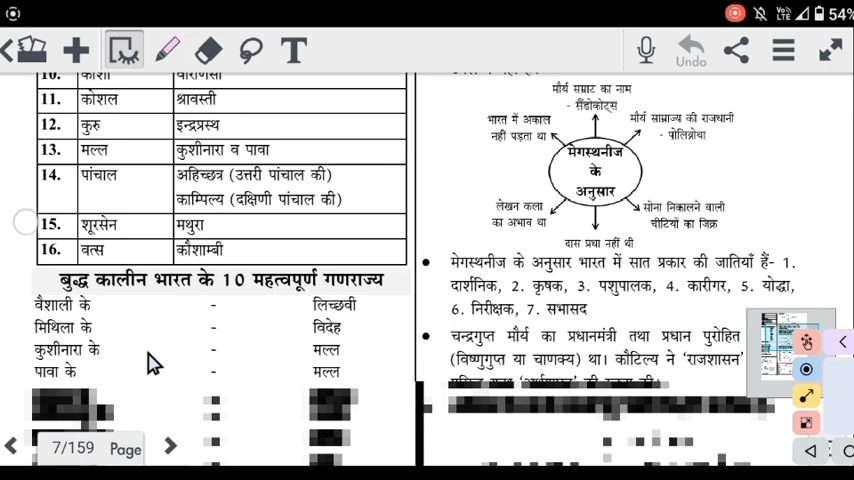 54%
Vo) LTE
T
Undo
10. काशी वाराणसी
11. कोशल श्रावस्ती
12. कुरु इन्द्रप्रस्थ
13. मल्ल कुशीनारा व पावा
14. पांचाल अहिच्छत्र (उत्तरी पांचाल की)
काम्पिल्य (दक्षिणी पांचाल की)
15. शूरसेन मथुरा
16. वत्स कौशाम्बी
बुद्ध कालीन भारत के 10 महत्वपूर्ण गणराज्य
वैशाली के - लिच्छवी
मिथिला के - विदेह
कुशीनारा के - मल्ल
पावा के - मल्ल
मौर्य सम्राट का नाम
- सैंडोकोट्स
भारत में अकाल
नहीं पड़ता था
मौर्य साम्राज्य की राजधानी
- पोलिब्रोथा
मेगस्थनीज
के
अनुसार
लेखन कला
का अभाव था
सोना निकालने वाली
चींटियों का जिक्र
दास प्रथा नहीं थी
• मेगस्थनीज के अनुसार भारत में सात प्रकार की जातियाँ हैं- 1.
दार्शनिक, 2. कृषक, 3. पशुपालक, 4. कारीगर, 5. योद्धा,
6. निरीक्षक, 7. सभासद
• चन्द्रगुप्त मौर्य का प्रधानमंत्री तथा प्रधान पुरोहित
(विष्णुगुप्त या चाणक्य) था। कौटिल्य ने 'राजशासन'
7/159 Page